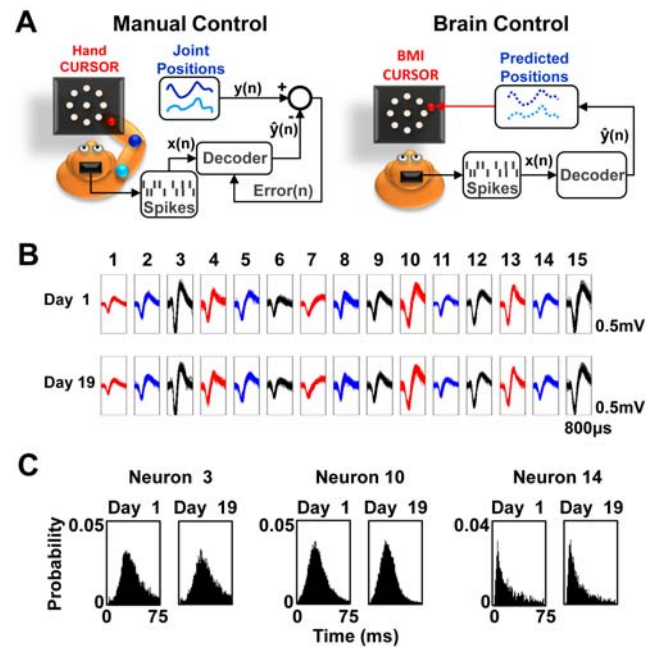 A
Manual Control
Brain Control
Hand
CURSOR
Joint
Positions
y(n)
+
-
ŷ(n)
x(n)
Decoder
Error(n)
Spikes
BMI
CURSOR
Predicted
Positions
ŷ(n)
x(n)
Spikes
Decoder
B
1 2 3 4 5 6 7 8 9 10 11 12 13 14 15
Day 1
0.5mV
Day 19
0.5mV
800µs
C
Neuron 3
Neuron 10
Neuron 14
Day 1 Day 19
Day 1 Day 19
Day 1 Day 19
0.05
0.05
0.04
Probability
0
0
0
0 75
0 75
0 75
Time (ms)